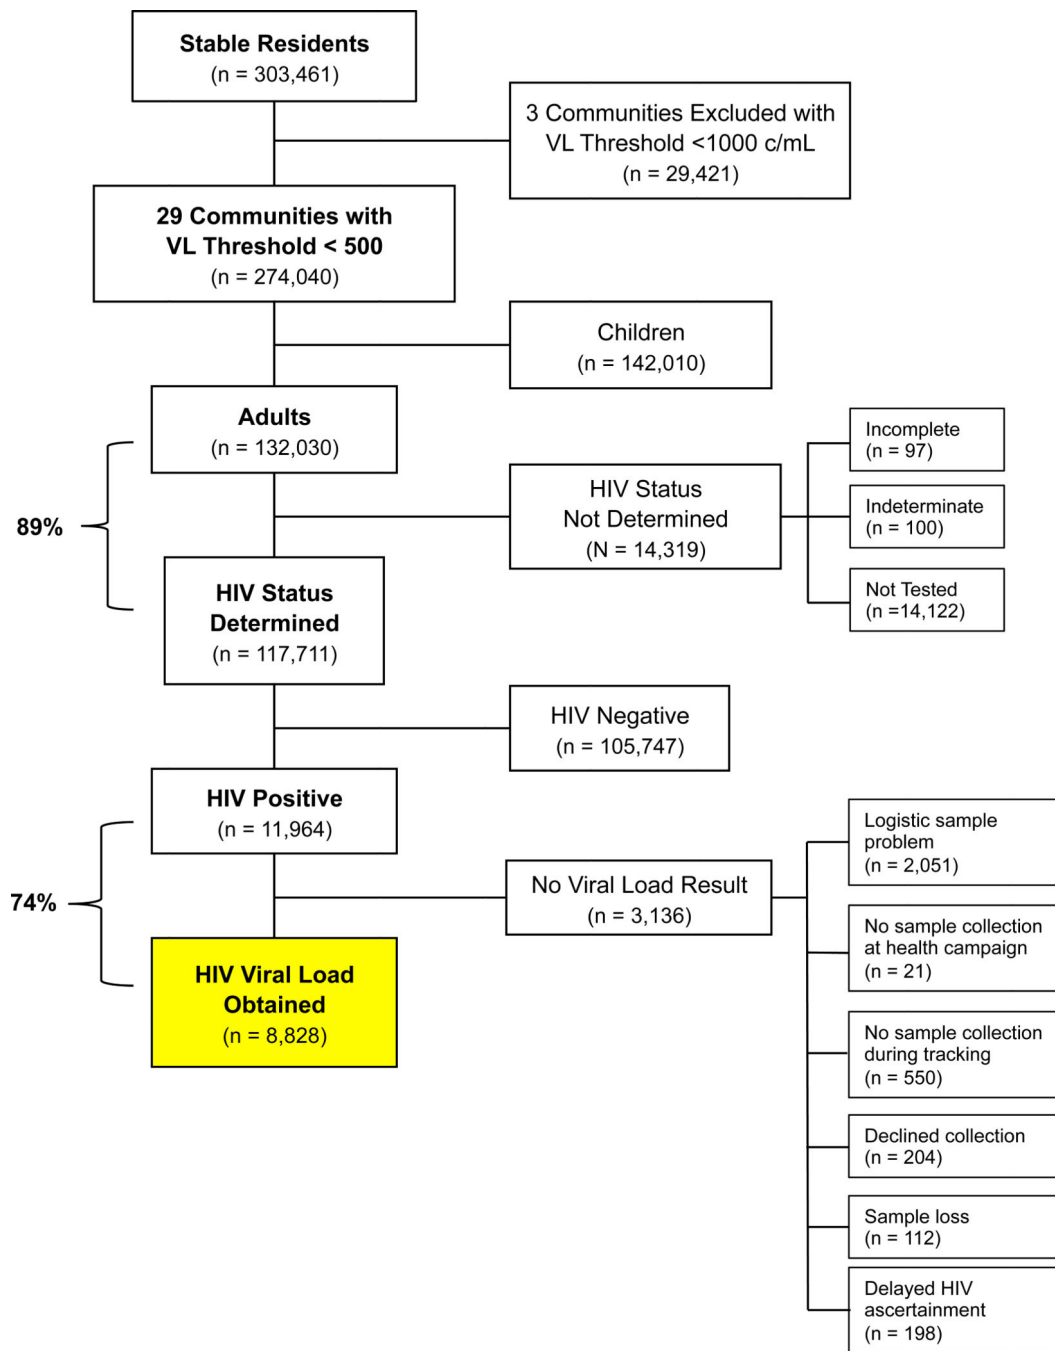 Stable Residents
(n = 303,461)
3 Communities Excluded with
VL Threshold <1000 c/mL
(n = 29,421)
29 Communities with
VL Threshold < 500
(n = 274,040)
Children
(n = 142,010)
Adults
(n = 132,030)
89%
HIV Status
Not Determined
(N = 14,319)
Incomplete
(n = 97)
Indeterminate
(n = 100)
Not Tested
(n =14,122)
HIV Status
Determined
(n = 117,711)
HIV Negative
(n = 105,747)
HIV Positive
(n = 11,964)
74%
No Viral Load Result
(n = 3,136)
Logistic sample
problem
(n = 2,051)
No sample collection
at health campaign
(n = 21)
No sample collection
during tracking
(n = 550)
Declined collection
(n = 204)
Sample loss
(n = 112)
Delayed HIV
ascertainment
(n = 198)
HIV Viral Load
Obtained
(n = 8,828)